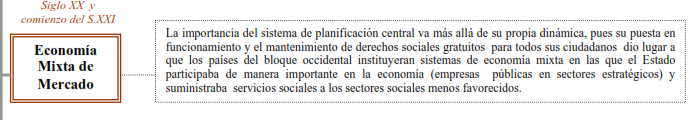 Siglo XX y
comienzo del S.XXI
Economía
Mixta de
Mercado
La importancia del sistema de planificación central va más allá de su propia dinámica, pues su puesta en
funcionamiento y el mantenimiento de derechos sociales gratuitos para todos sus ciudadanos dio lugar a
que los países del bloque occidental instituyeran sistemas de economía mixta en las que el Estado
participaba de manera importante en la economía (empresas públicas en sectores estratégicos) y
suministraba servicios sociales a los sectores sociales menos favorecidos.